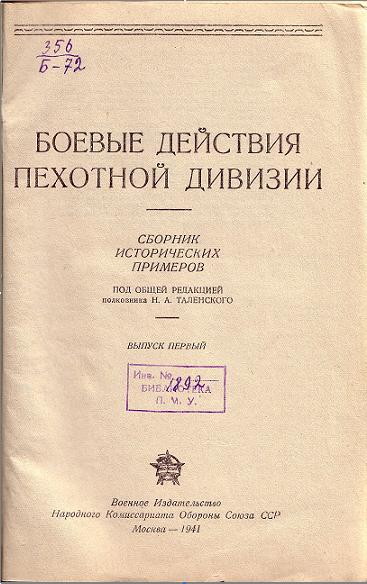 356
Б-72
БОЕВЫЕ ДЕЙСТВИЯ
ПЕХОТНОЙ ДИВИЗИИ
СБОРНИК
ИСТОРИЧЕСКИХ
ПРИМЕРОВ
ПОД ОБЩЕЙ РЕДАКЦИЕЙ
полковника Н. А. ТАЛЕНСКОГО
ВЫПУСК ПЕРВЫЙ
Инв. № 1892
БИБЛИОТЕКА
П. М. У.
Военное Издательство
Народного Комиссариата Обороны Союза ССР
Москва — 1941